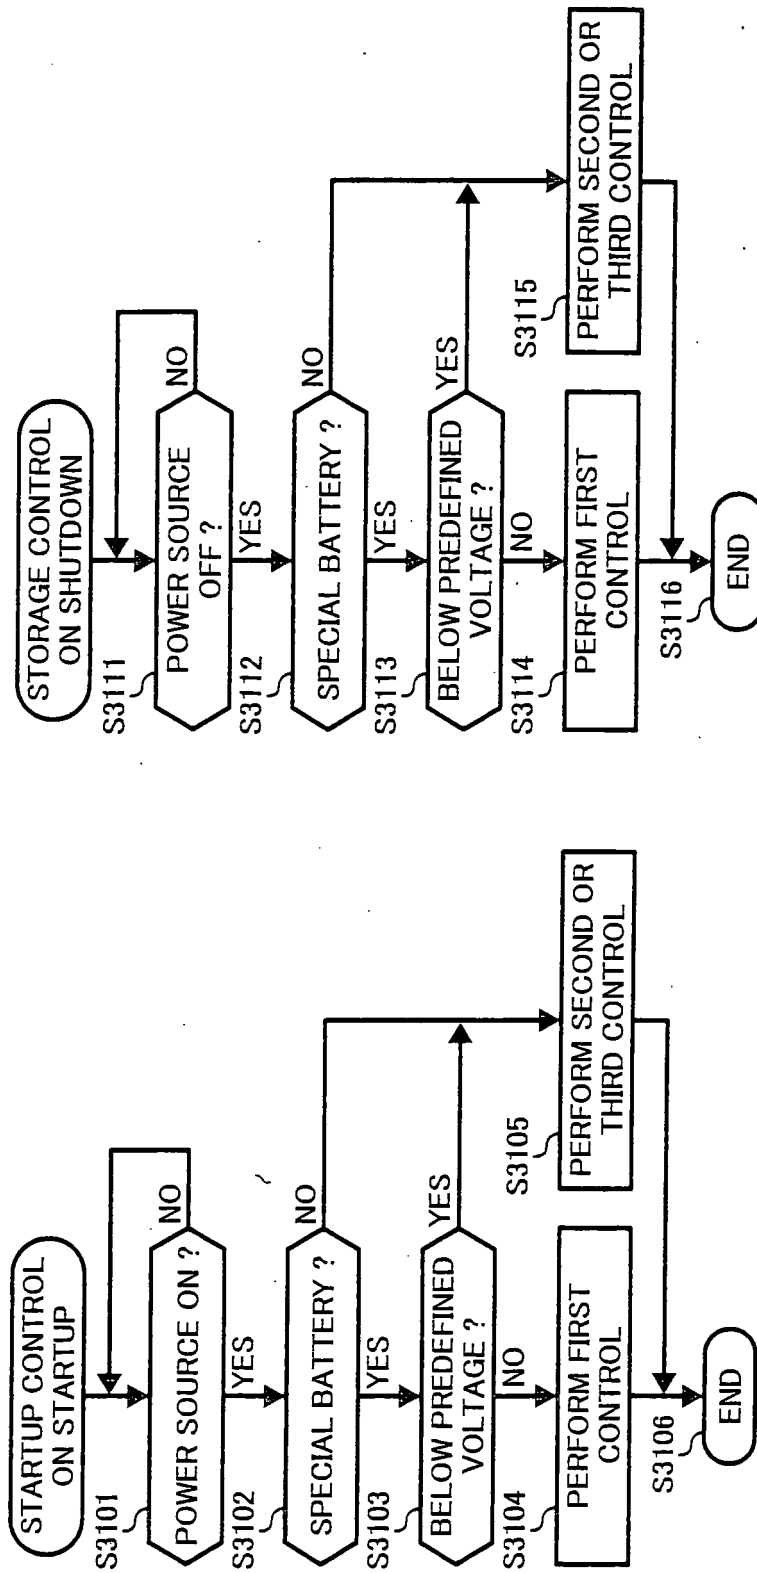 STARTUP CONTROL
ON STARTUP
S3101
POWER SOURCE ON ?
NO
YES
S3102
SPECIAL BATTERY ?
NO
YES
S3103
BELOW PREDEFINED
VOLTAGE ?
YES
NO
S3104
PERFORM FIRST
CONTROL
S3105
PERFORM SECOND OR
THIRD CONTROL
S3106
END
STORAGE CONTROL
ON SHUTDOWN
S3111
POWER SOURCE
OFF ?
NO
YES
S3112
SPECIAL BATTERY ?
NO
YES
S3113
BELOW PREDEFINED
VOLTAGE ?
YES
NO
S3114
PERFORM FIRST
CONTROL
S3115
PERFORM SECOND OR
THIRD CONTROL
S3116
END